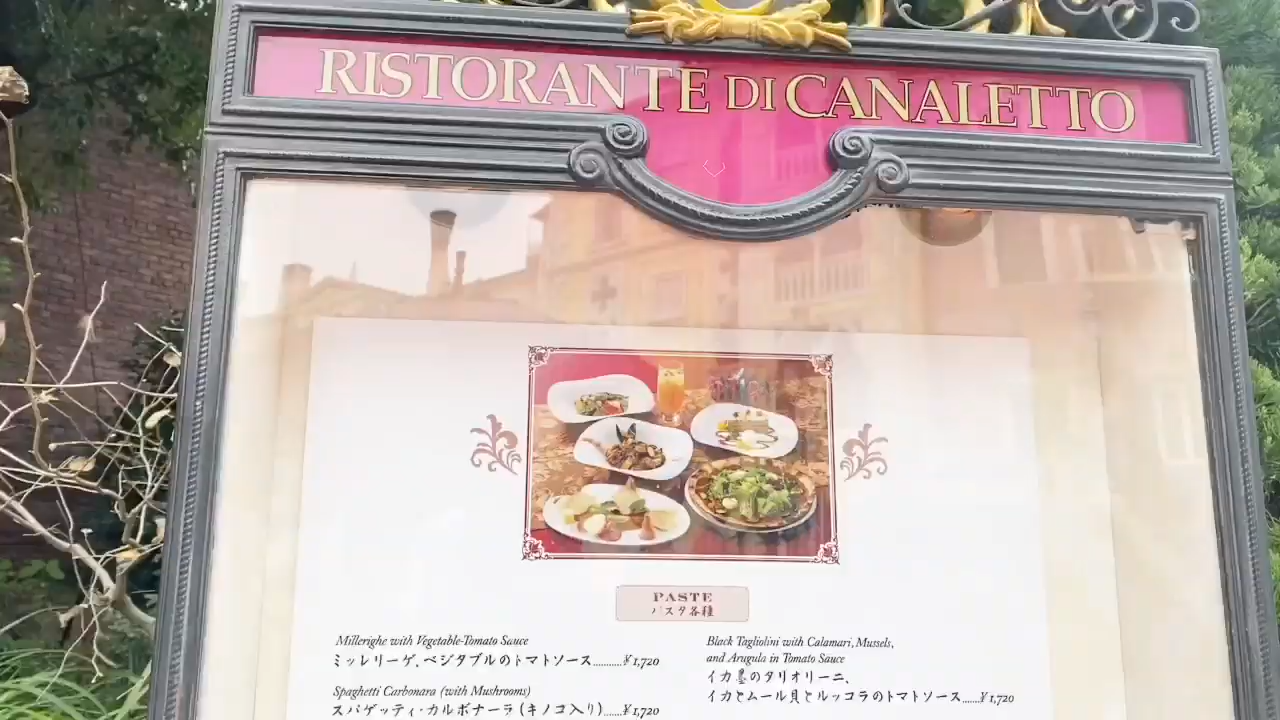 RISTORANTE DI CANALETTO
PASTE
パスタ各種
Millerighe with Vegetable-Tomato Sauce
ミッレリーゲ、ベジタブルのトマトソース..........¥1,720
Spaghetti Carbonara (with Mushrooms)
スパゲッティ・カルボナーラ(キノコ入り).......¥1,720
Black Tagliolini with Calamari, Mussels,
and Arugula in Tomato Sauce
イカ墨のタリオリーニ、
イカとムール貝とルッコラのトマトソース....¥1,720